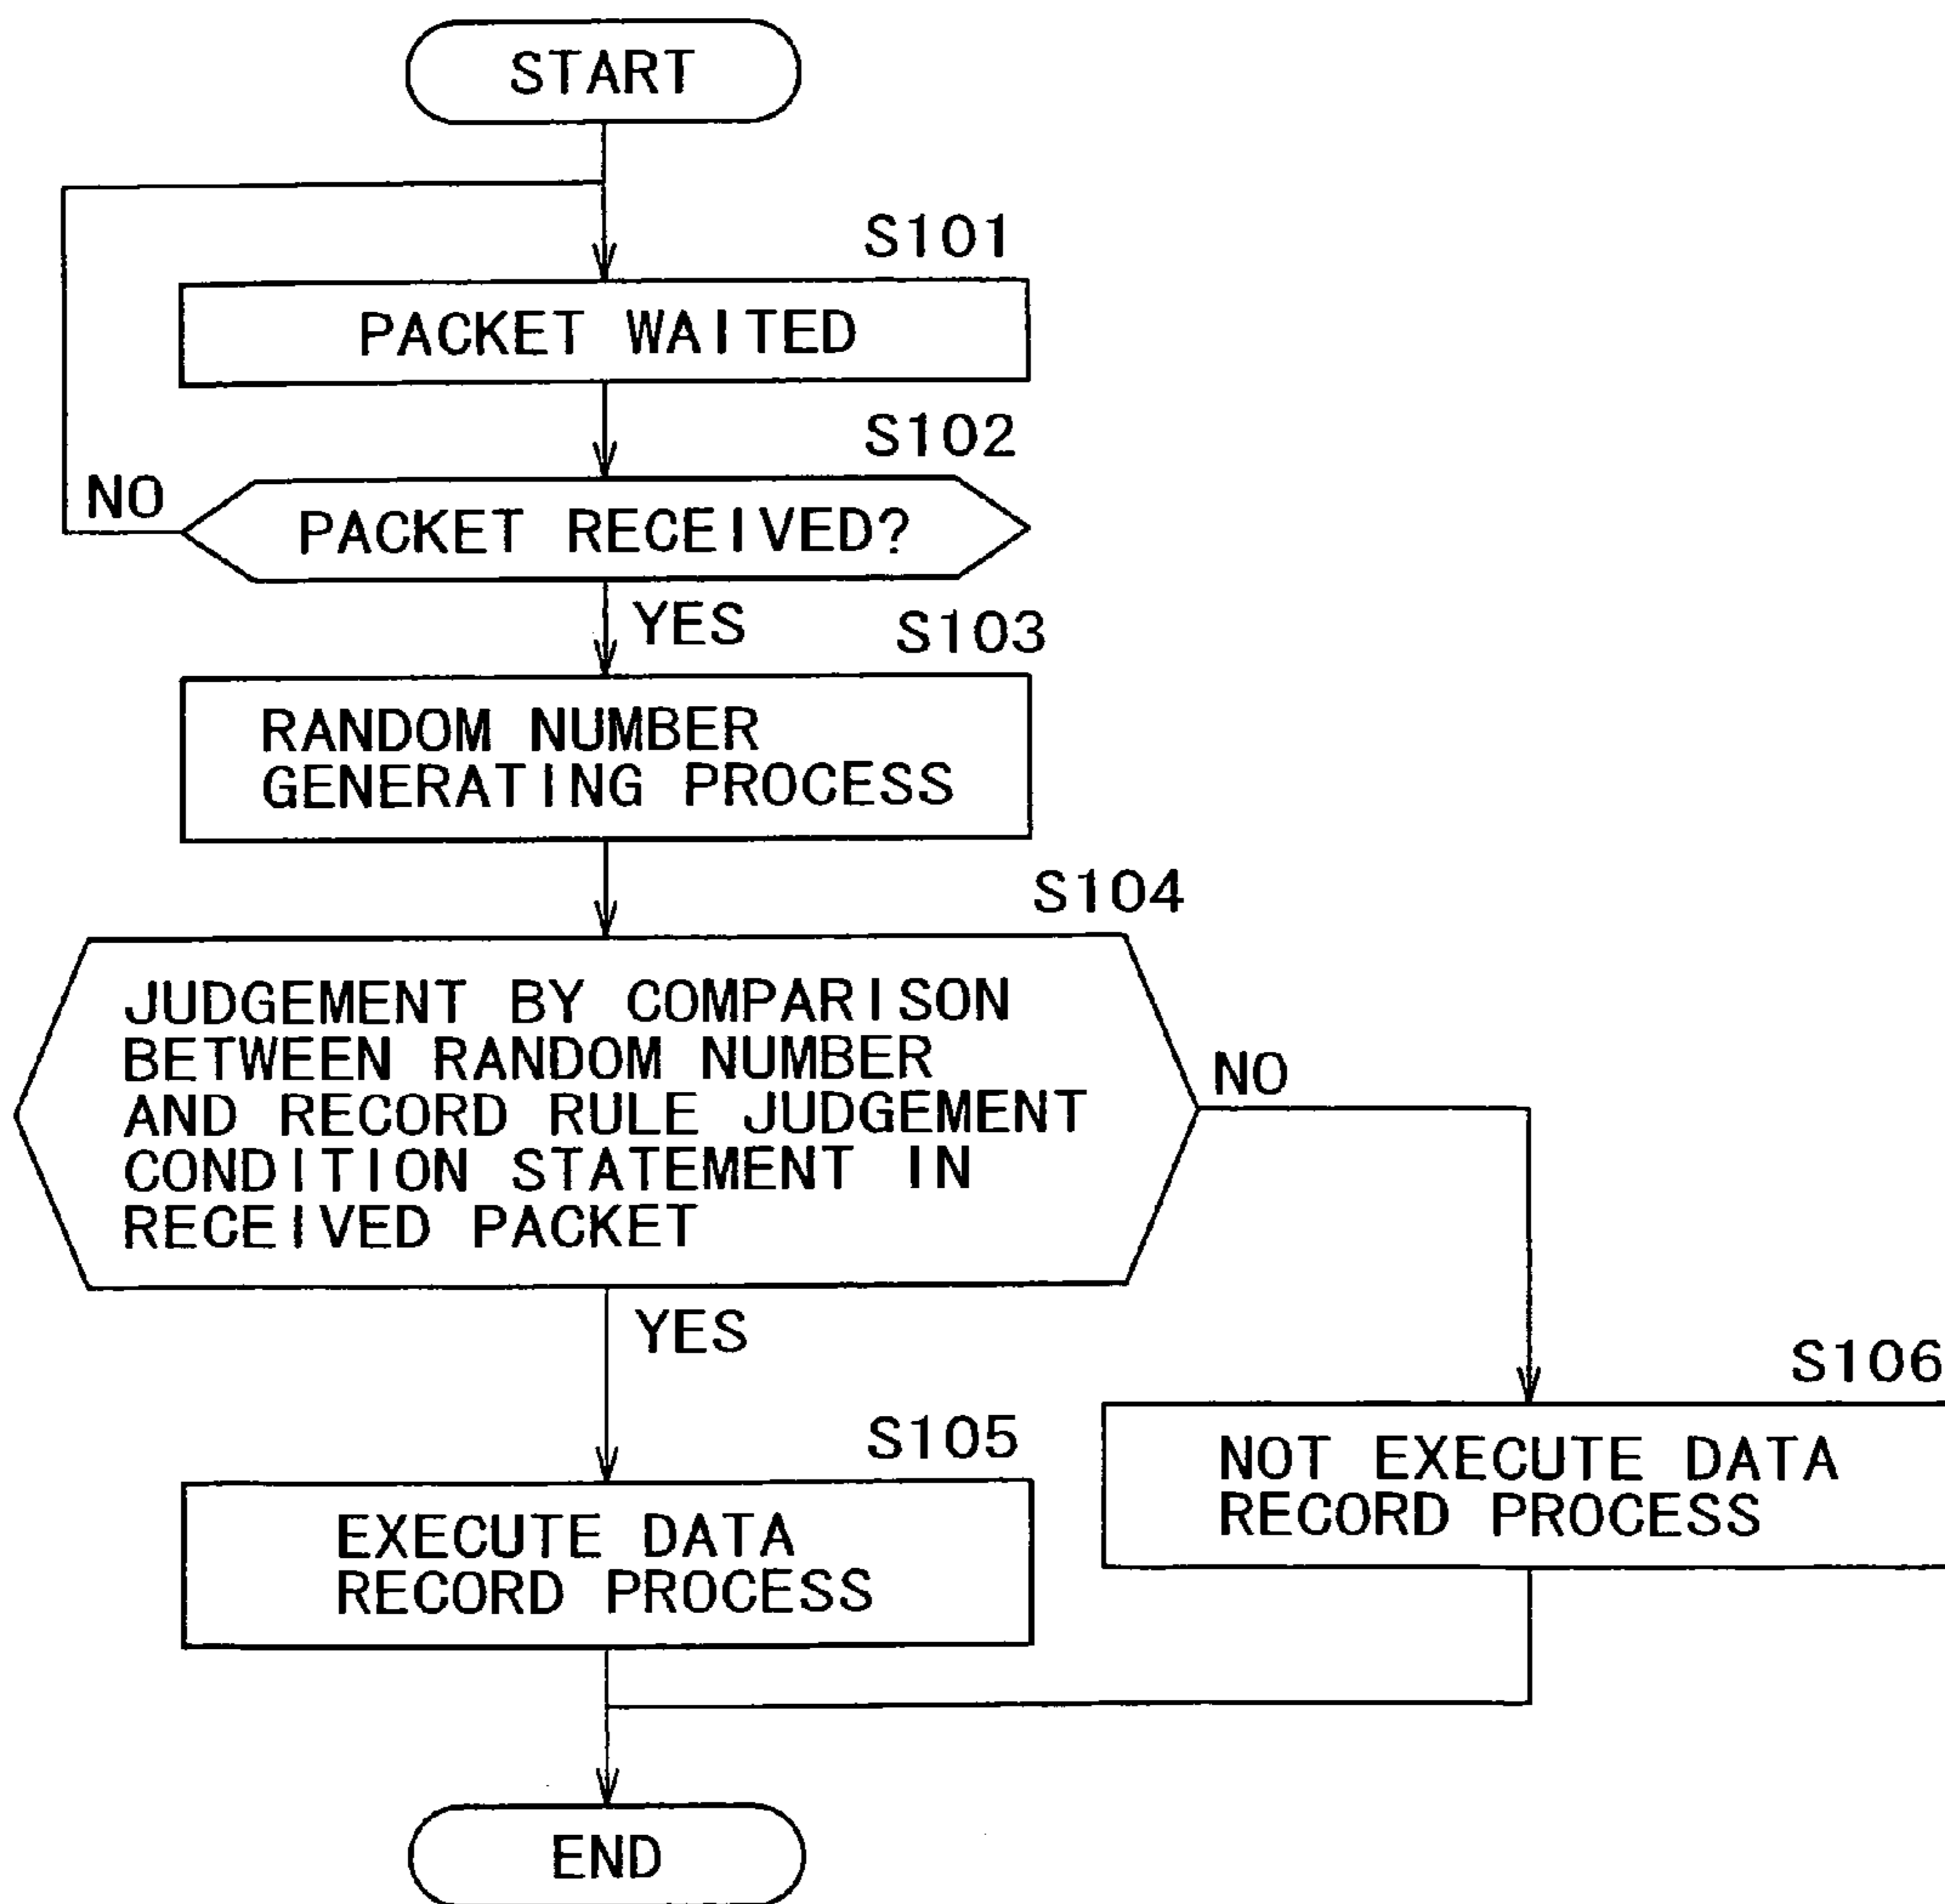 START
S101
PACKET WAITED
S102
NO
PACKET RECEIVED?
YES
S103
RANDOM NUMBER
GENERATING PROCESS
S104
JUDGEMENT BY COMPARISON
BETWEEN RANDOM NUMBER
AND RECORD RULE JUDGEMENT
CONDITION STATEMENT IN
RECEIVED PACKET
NO
YES
S105
EXECUTE DATA
RECORD PROCESS
S106
NOT EXECUTE DATA
RECORD PROCESS
END